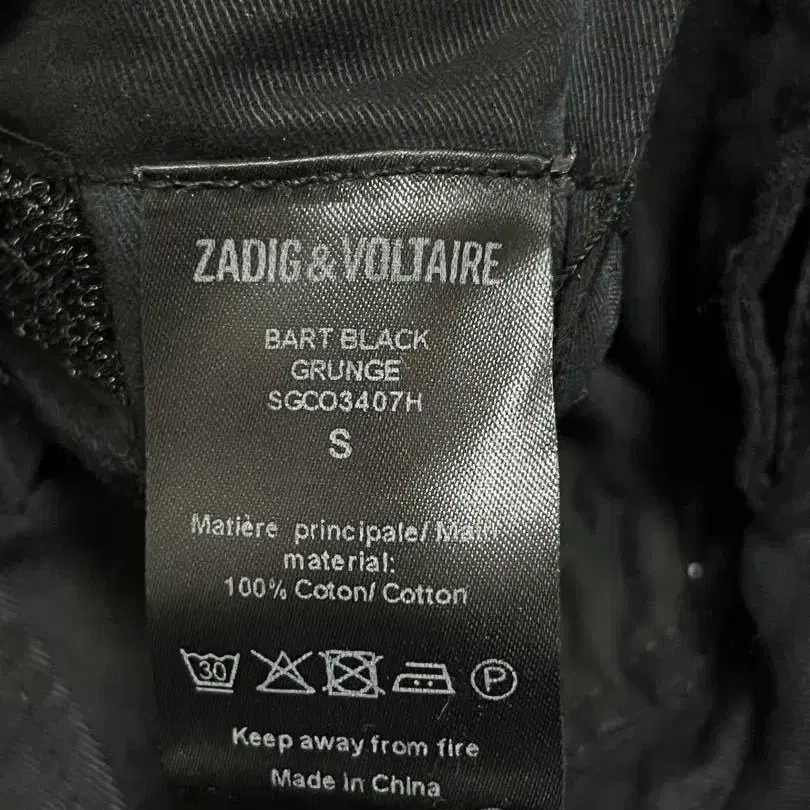 ZADIG & VOLTAIRE
BART BLACK
GRUNGE
SGCO3407H
S
Matière principale/ Main
material:
100% Coton/ Cotton
30 P
Keep away from fire
Made in China